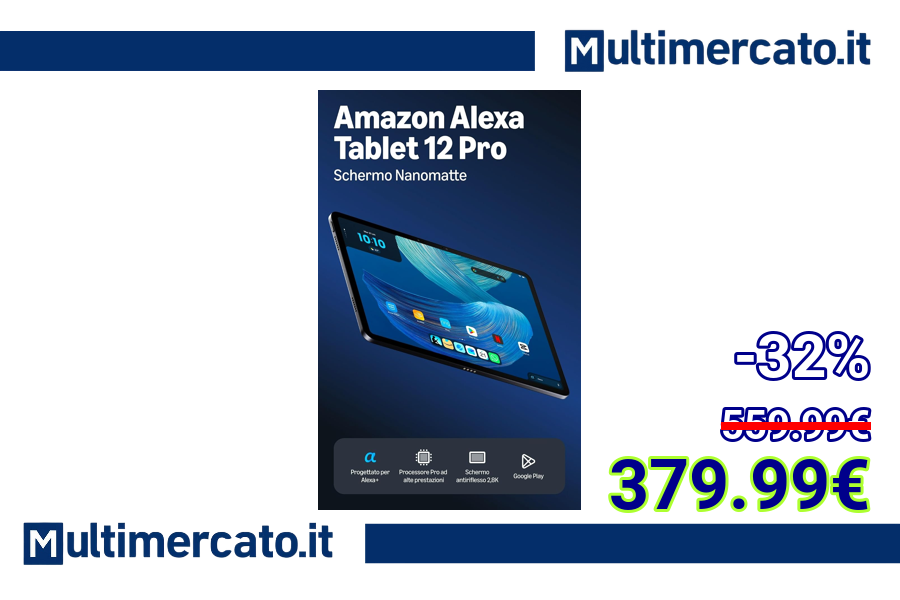 Multimercato.it
Amazon Alexa
Tablet 12 Pro
Schermo Nanomatte
10:10
-32%
559.99€
379.99€
α
Progettato per
Alexa+
Processore Pro ad
alte prestazioni
Schermo
antiriflesso 2,8K
Google Play
Multimercato.it